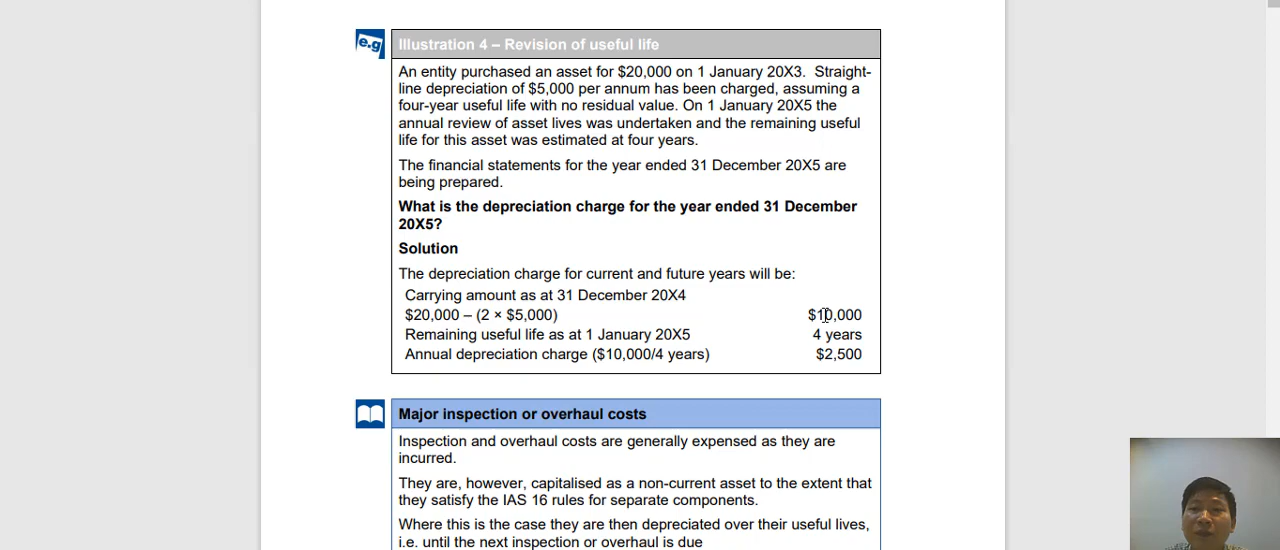 e.g
Illustration 4 – Revision of useful life
An entity purchased an asset for $20,000 on 1 January 20X3. Straight-
line depreciation of $5,000 per annum has been charged, assuming a
four-year useful life with no residual value. On 1 January 20X5 the
annual review of asset lives was undertaken and the remaining useful
life for this asset was estimated at four years.
The financial statements for the year ended 31 December 20X5 are
being prepared.
What is the depreciation charge for the year ended 31 December
20X5?
Solution
The depreciation charge for current and future years will be:
Carrying amount as at 31 December 20X4
$20,000 – (2 × $5,000) $10,000
Remaining useful life as at 1 January 20X5 4 years
Annual depreciation charge ($10,000/4 years) $2,500
Major inspection or overhaul costs
Inspection and overhaul costs are generally expensed as they are
incurred.
They are, however, capitalised as a non-current asset to the extent that
they satisfy the IAS 16 rules for separate components.
Where this is the case they are then depreciated over their useful lives,
i.e. until the next inspection or overhaul is due